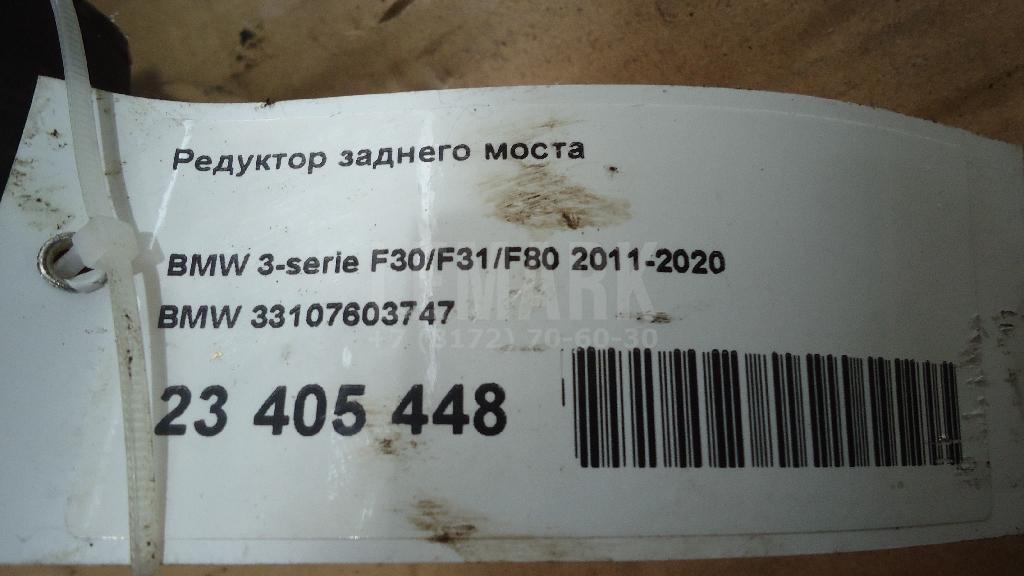 Редуктор заднего моста
BMW 3-serie F30/F31/F80 2011-2020
LEMARK
BMW 33107603747
+7 (8172) 70-60-30
23 405 448